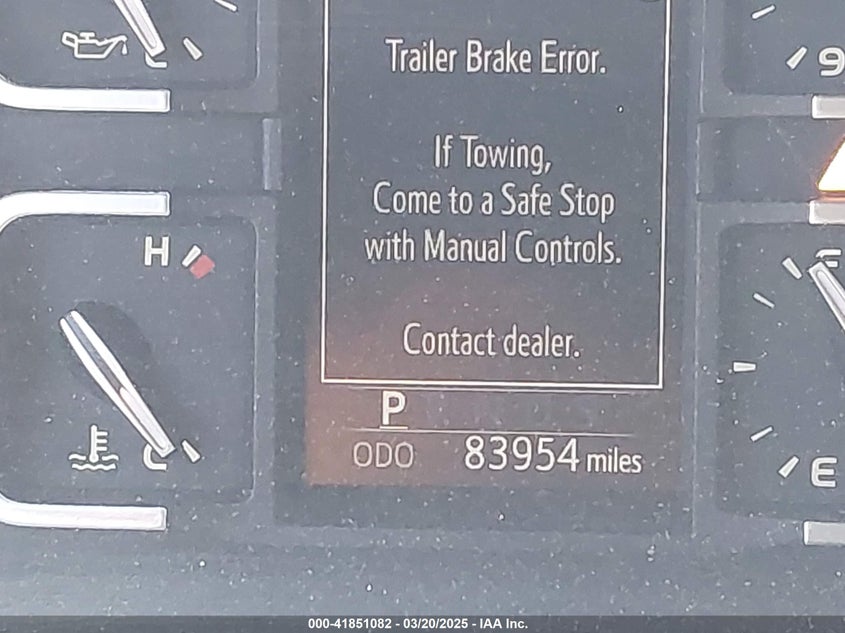 Trailer Brake Error.
If Towing,
Come to a Safe Stop
with Manual Controls.
Contact dealer.
P
ODO 83954 miles
C
9
H
C
F
E
000-41851082 - 03/20/2025 - IAA Inc.